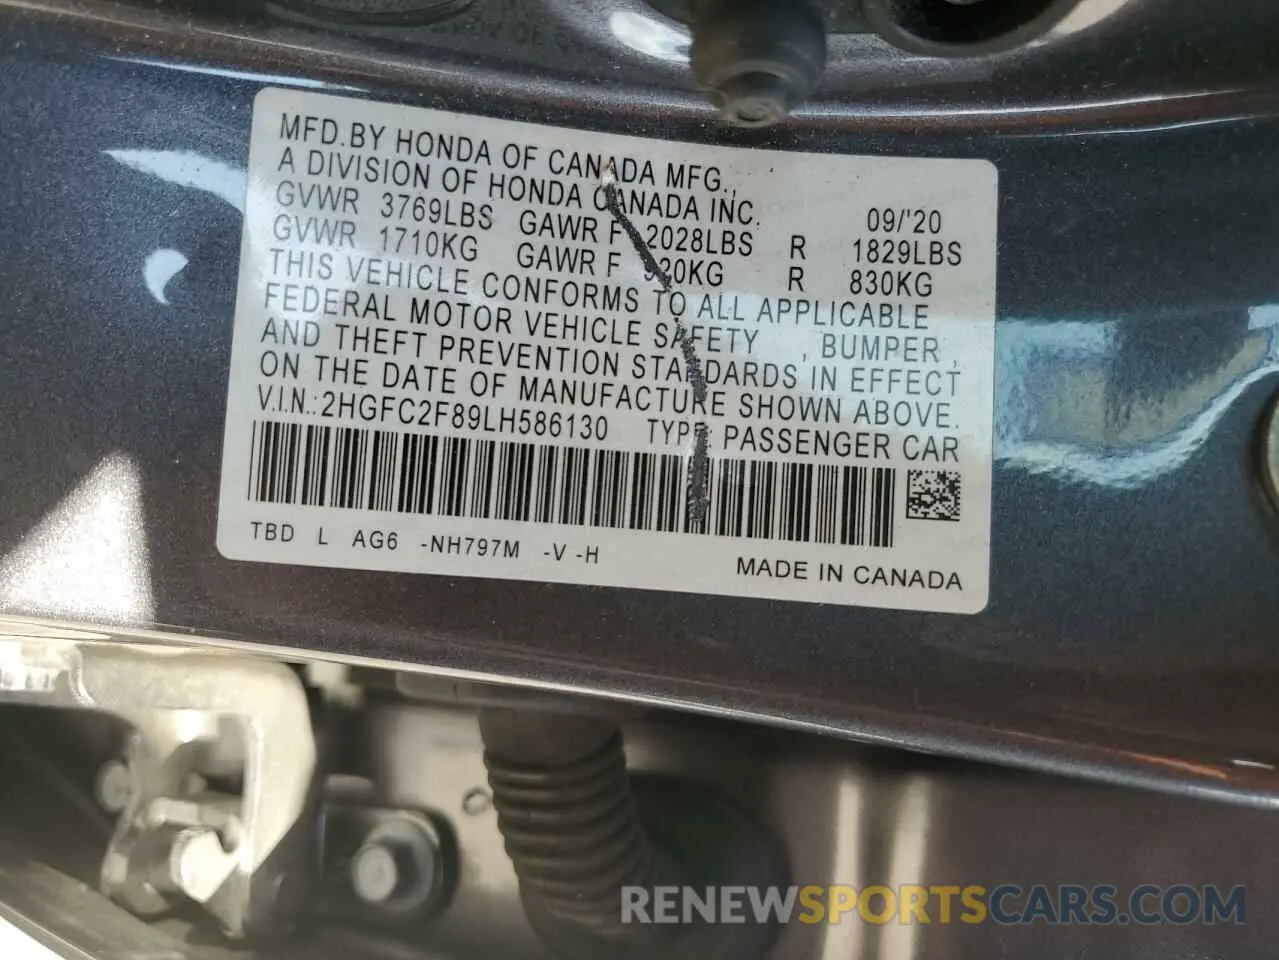 MFD.BY HONDA OF CANADA MFG.,
A DIVISION OF HONDA CANADA INC. 09/'20
GVWR 3769LBS GAWR F 2028LBS R 1829LBS
GVWR 1710KG GAWR F 920KG R 830KG
THIS VEHICLE CONFORMS TO ALL APPLICABLE
FEDERAL MOTOR VEHICLE SAFETY , BUMPER ,
AND THEFT PREVENTION STANDARDS IN EFFECT
ON THE DATE OF MANUFACTURE SHOWN ABOVE.
V.I.N.:2HGFC2F89LH586130 TYPE: PASSENGER CAR
TBD L AG6 -NH797M -V -H
MADE IN CANADA
RENEWSPORTSCARS.COM